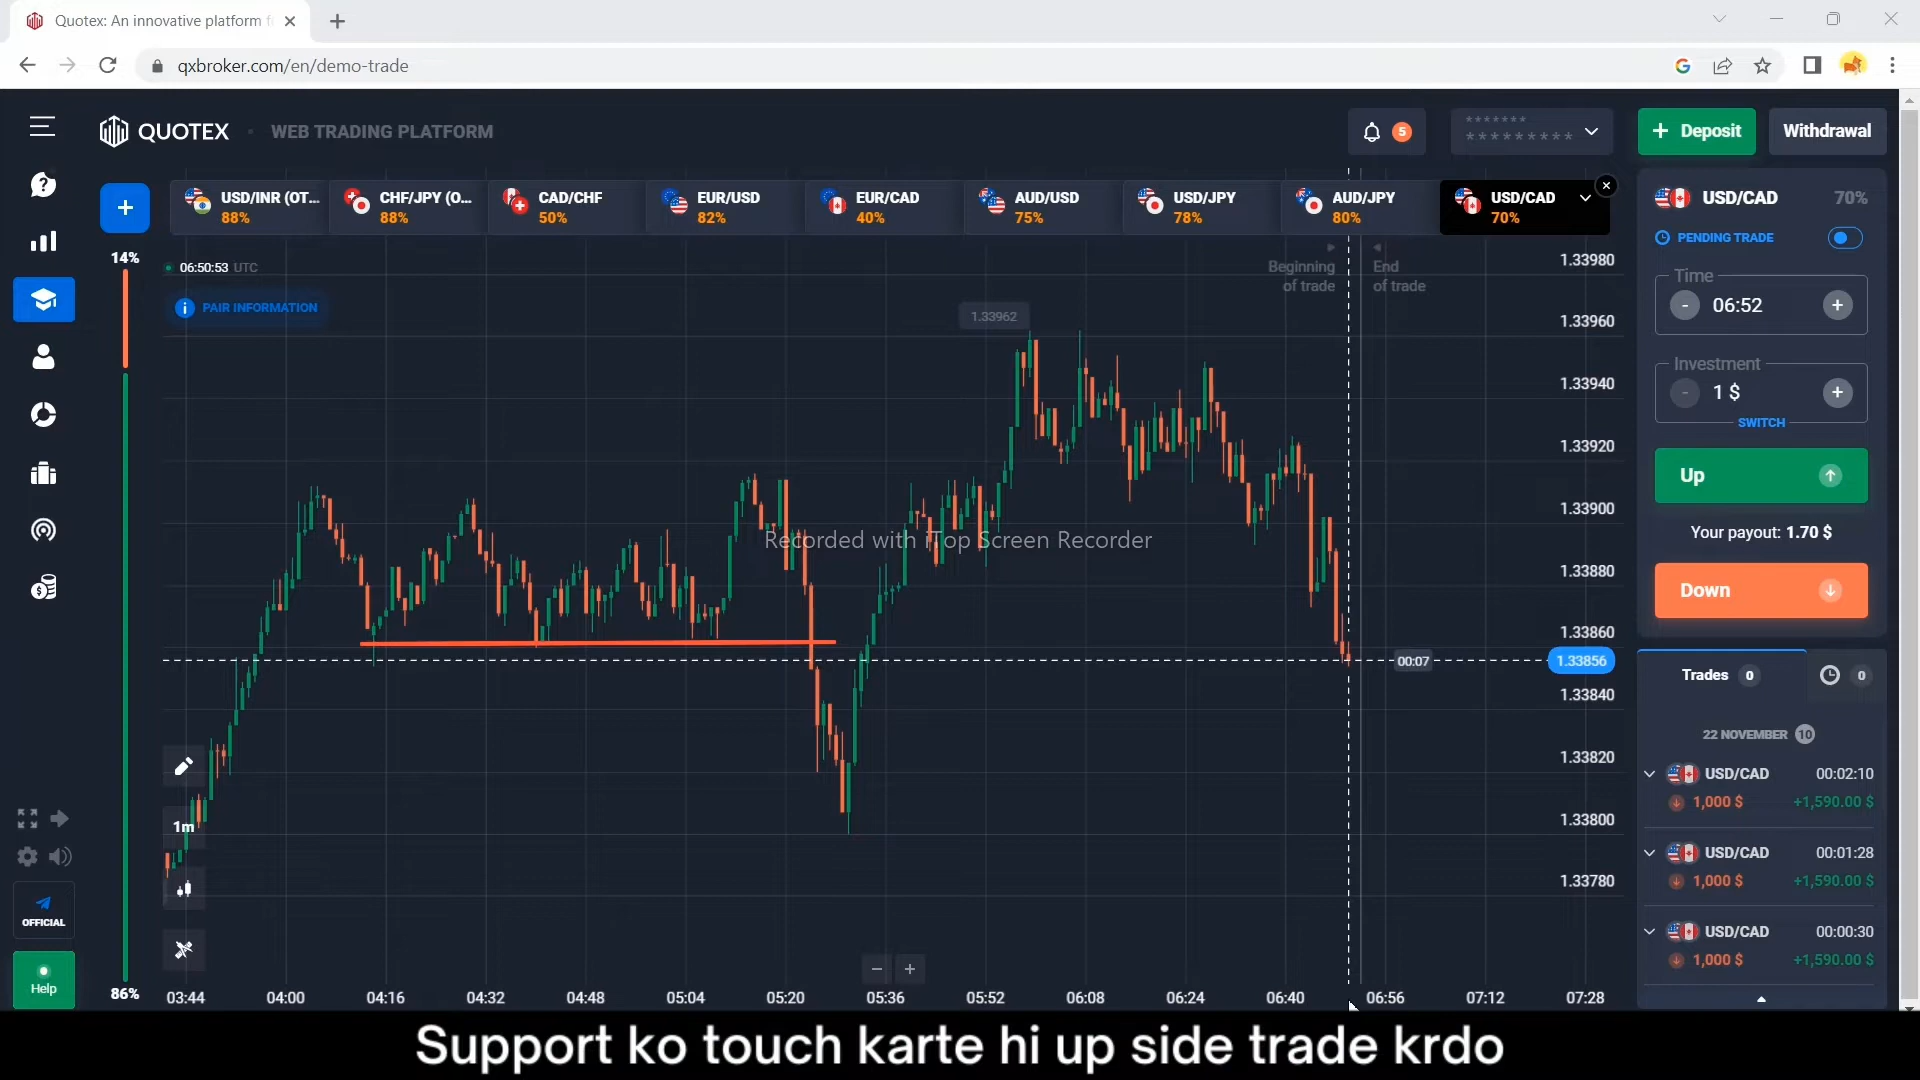 Quotex: An innovative platform f
qxbroker.com/en/demo-trade
QUOTEX
WEB TRADING PLATFORM
5
*******
*********
+ Deposit
Withdrawal
USD/INR (OT...
88%
CHF/JPY (O...
88%
CAD/CHF
50%
EUR/USD
82%
EUR/CAD
40%
AUD/USD
75%
USD/JPY
78%
AUD/JPY
80%
USD/CAD
70%
USD/CAD
70%
PENDING TRADE
Time
- 06:52 +
Investment
- 1 $ +
SWITCH
Up
Your payout: 1.70 $
Down
14%
06:50:53 UTC
PAIR INFORMATION
Beginning
of trade
End
of trade
1.33962
1.33980
1.33960
1.33940
1.33920
1.33900
1.33880
1.33860
1.33856
1.33840
1.33820
1.33800
1.33780
00:07
Recorded with iTop Screen Recorder
Trades 0
0
22 NOVEMBER 10
USD/CAD 00:02:10
1,000 $ +1,590.00 $
USD/CAD 00:01:28
1,000 $ +1,590.00 $
USD/CAD 00:00:30
1,000 $ +1,590.00 $
1m
OFFICIAL
Help
86%
03:44 04:00 04:16 04:32 04:48 05:04 05:20 05:36 05:52 06:08 06:24 06:40 06:56 07:12 07:28
Support ko touch karte hi up side trade krdo